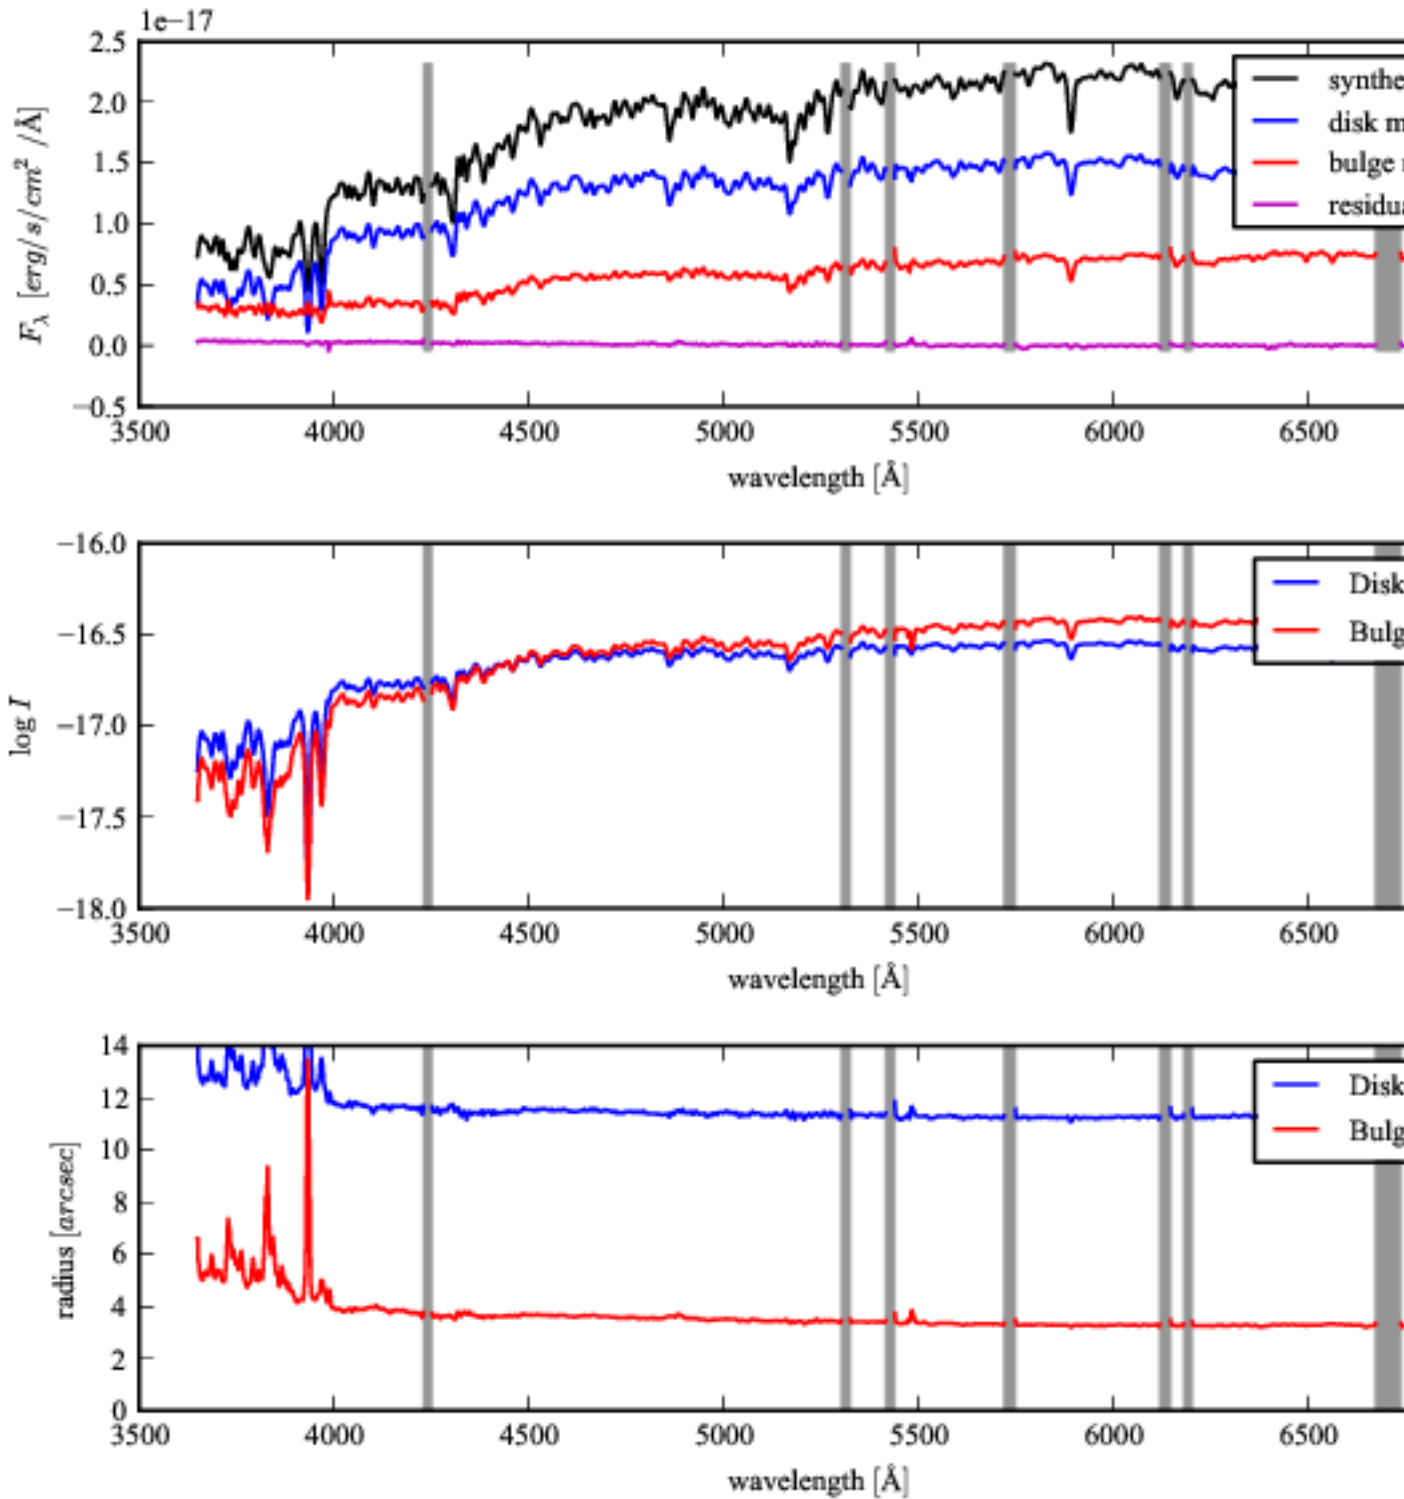 1e−17
2.5
2.0
1.5
1.0
0.5
0.0
−0.5
F_λ [erg/s/cm² /Å]
synthe
disk m
bulge r
residua
3500 4000 4500 5000 5500 6000 6500
wavelength [Å]
−16.0
−16.5
−17.0
−17.5
−18.0
log I
Disk
Bulg
3500 4000 4500 5000 5500 6000 6500
wavelength [Å]
14
12
10
8
6
4
2
0
radius [arcsec]
Disk
Bulg
3500 4000 4500 5000 5500 6000 6500
wavelength [Å]